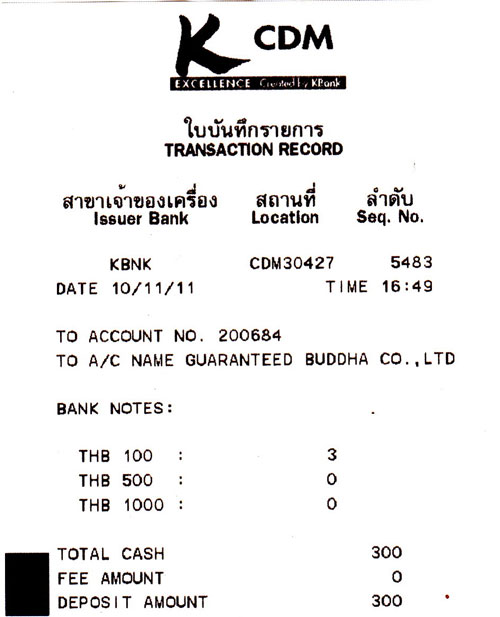 K CDM
EXCELLENCE Created by KBank
ใบบันทึกรายการ
TRANSACTION RECORD
สาขาเจ้าของเครื่อง สถานที่ ลำดับ
Issuer Bank Location Seq. No.
KBNK CDM30427 5483
DATE 10/11/11 TIME 16:49
TO ACCOUNT NO. 200684
TO A/C NAME GUARANTEED BUDDHA CO.,LTD
BANK NOTES:
THB 100 : 3
THB 500 : 0
THB 1000 : 0
TOTAL CASH 300
FEE AMOUNT 0
DEPOSIT AMOUNT 300